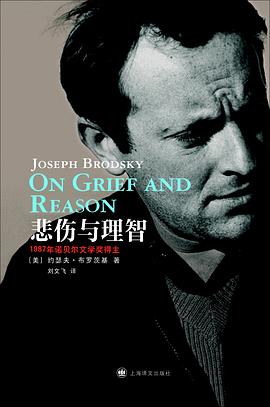 JOSEPH BRODSKY
ON GRIEF AND
REASON
悲伤与理智
1987年诺贝尔文学奖得主
[美] 约瑟夫·布罗茨基 著
刘文飞 译
上海译文出版社